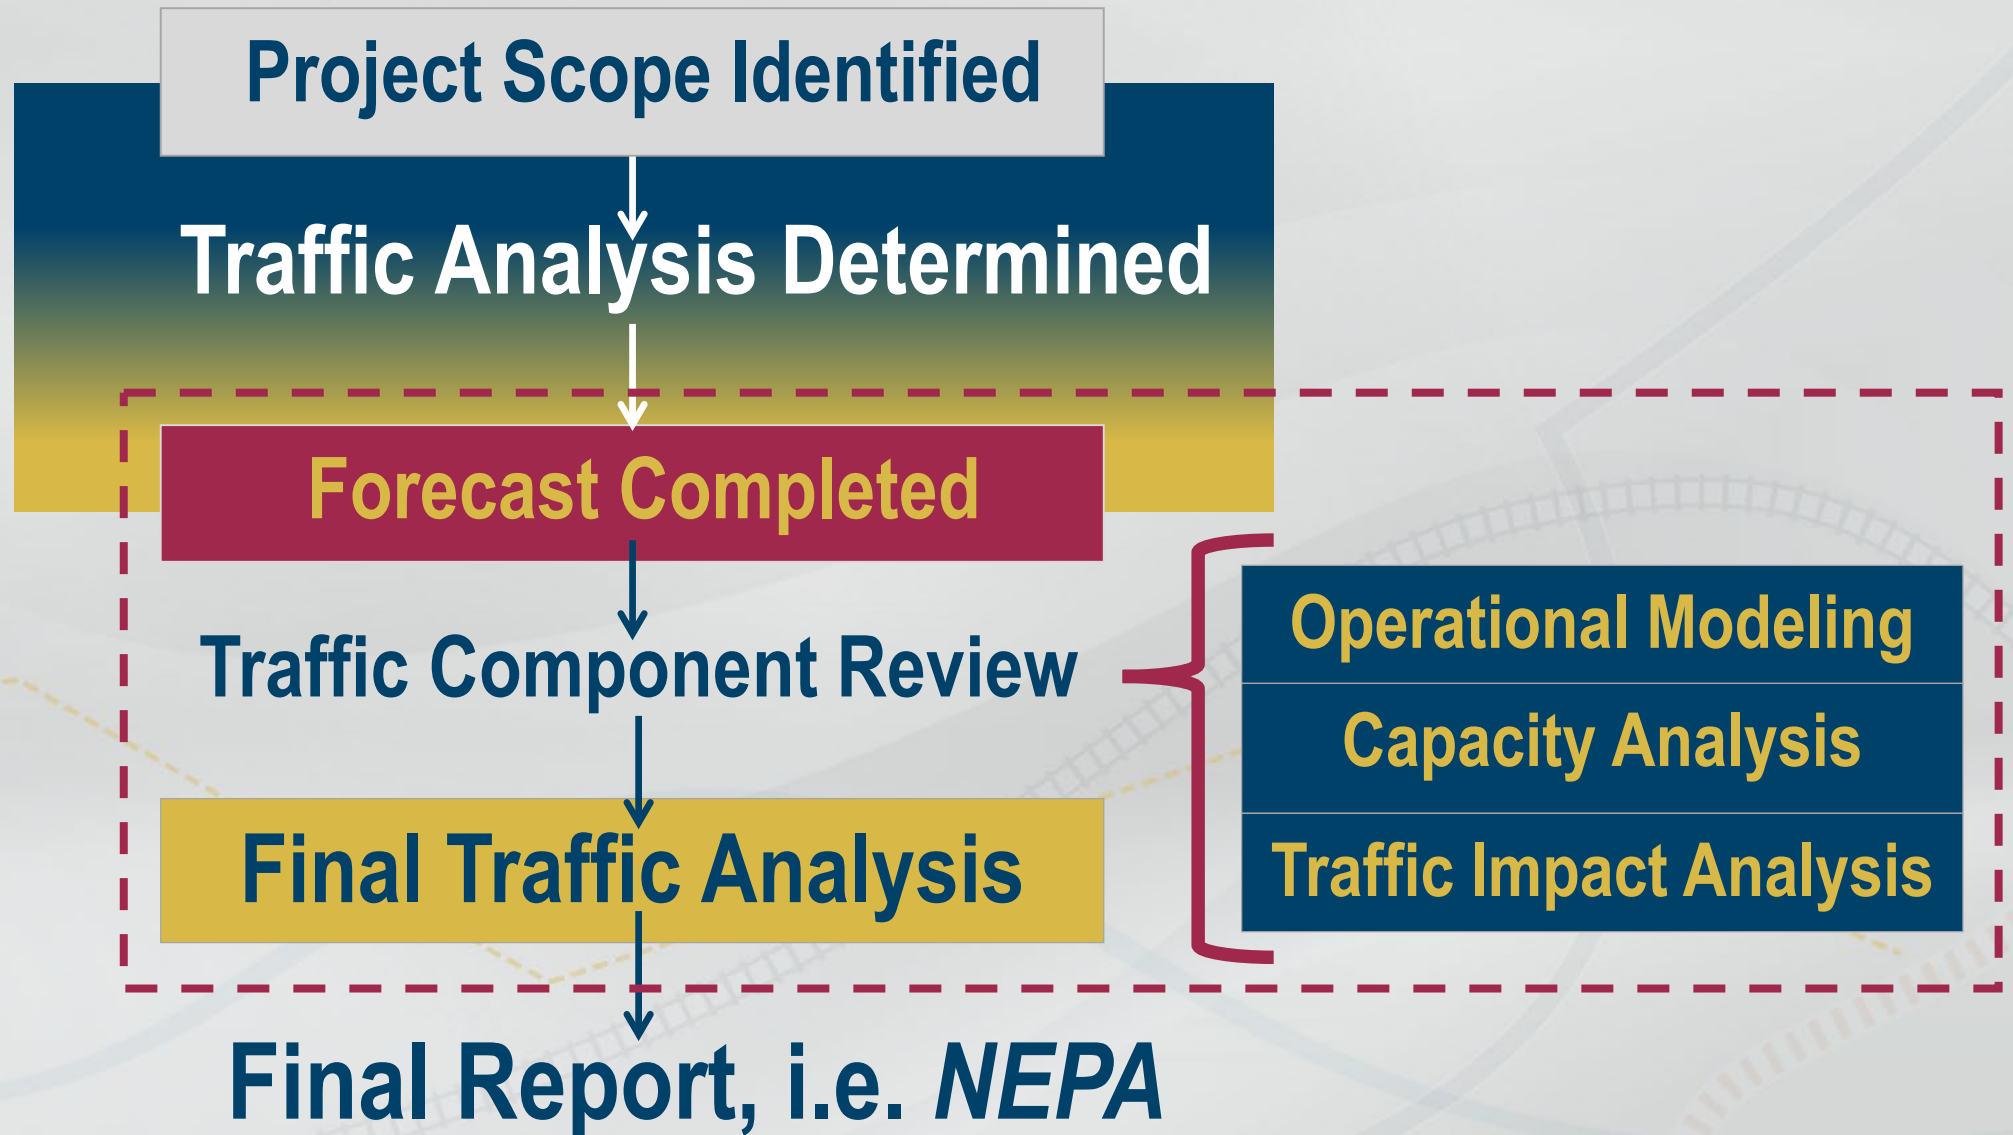 Project Scope Identified
Traffic Analysis Determined
Forecast Completed
Traffic Component Review
Operational Modeling
Capacity Analysis
Traffic Impact Analysis
Final Traffic Analysis
Final Report, i.e. NEPA